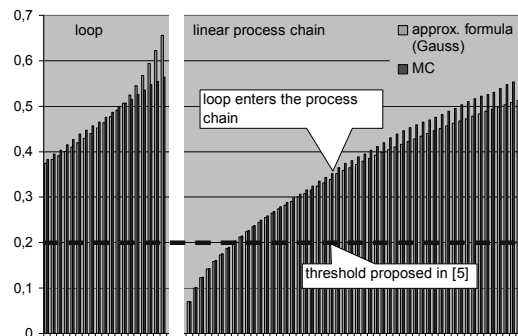 0,7
loop
linear process chain
approx. formula
(Gauss)
MC
0,6
loop enters the process
chain
0,5
0,4
0,3
0,2
threshold proposed in [5]
0,1
0